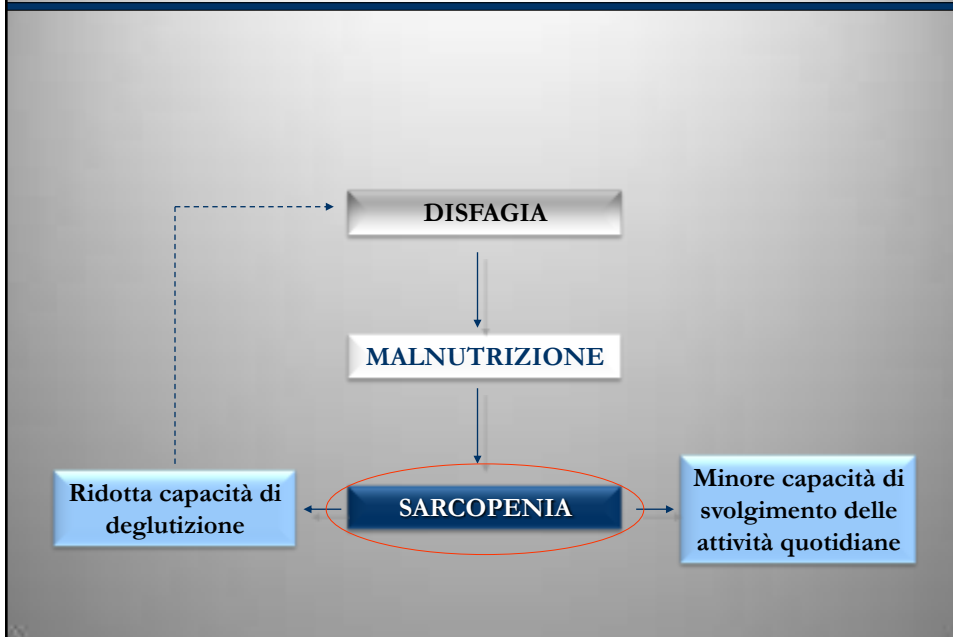 DISFAGIA
MALNUTRIZIONE
Ridotta capacità di
deglutizione
SARCOPENIA
Minore capacità di
svolgimento delle
attività quotidiane